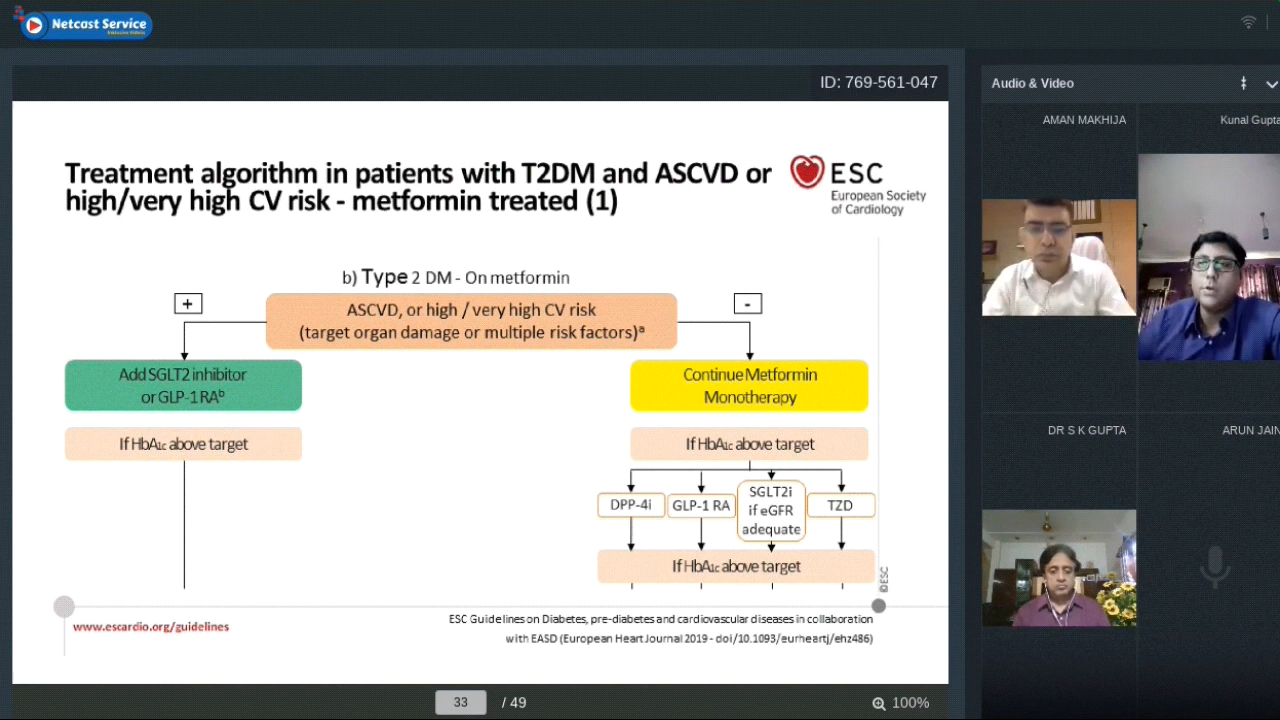 Netcast Service
ID: 769-561-047
Audio & Video
AMAN MAKHIJA
Kunal Gupta
DR S K GUPTA
ARUN JAIN
Treatment algorithm in patients with T2DM and ASCVD or
high/very high CV risk - metformin treated (1)
ESC
European Society
of Cardiology
b) Type 2 DM - On metformin
+
-
ASCVD, or high / very high CV risk
(target organ damage or multiple risk factors)a
Add SGLT2 inhibitor
or GLP-1 RAb
Continue Metformin
Monotherapy
If HbA1c above target
If HbA1c above target
DPP-4i
GLP-1 RA
SGLT2i
if eGFR
adequate
TZD
If HbA1c above target
©ESC
www.escardio.org/guidelines
ESC Guidelines on Diabetes, pre-diabetes and cardiovascular diseases in collaboration
with EASD (European Heart Journal 2019 - doi/10.1093/eurheartj/ehz486)
33 / 49
100%